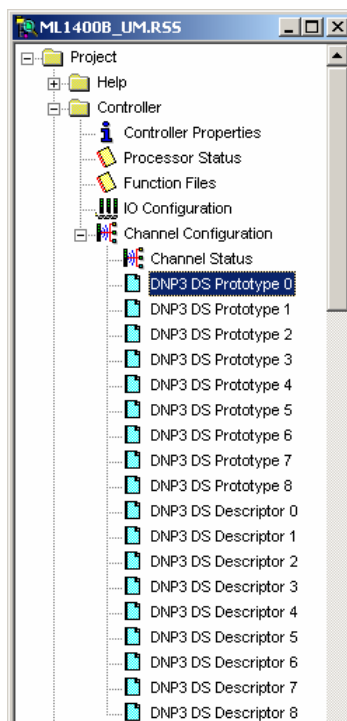 ML1400B_UM.RSS
Project
Help
Controller
Controller Properties
Processor Status
Function Files
IO Configuration
Channel Configuration
Channel Status
DNP3 DS Prototype 0
DNP3 DS Prototype 1
DNP3 DS Prototype 2
DNP3 DS Prototype 3
DNP3 DS Prototype 4
DNP3 DS Prototype 5
DNP3 DS Prototype 6
DNP3 DS Prototype 7
DNP3 DS Prototype 8
DNP3 DS Descriptor 0
DNP3 DS Descriptor 1
DNP3 DS Descriptor 2
DNP3 DS Descriptor 3
DNP3 DS Descriptor 4
DNP3 DS Descriptor 5
DNP3 DS Descriptor 6
DNP3 DS Descriptor 7
DNP3 DS Descriptor 8